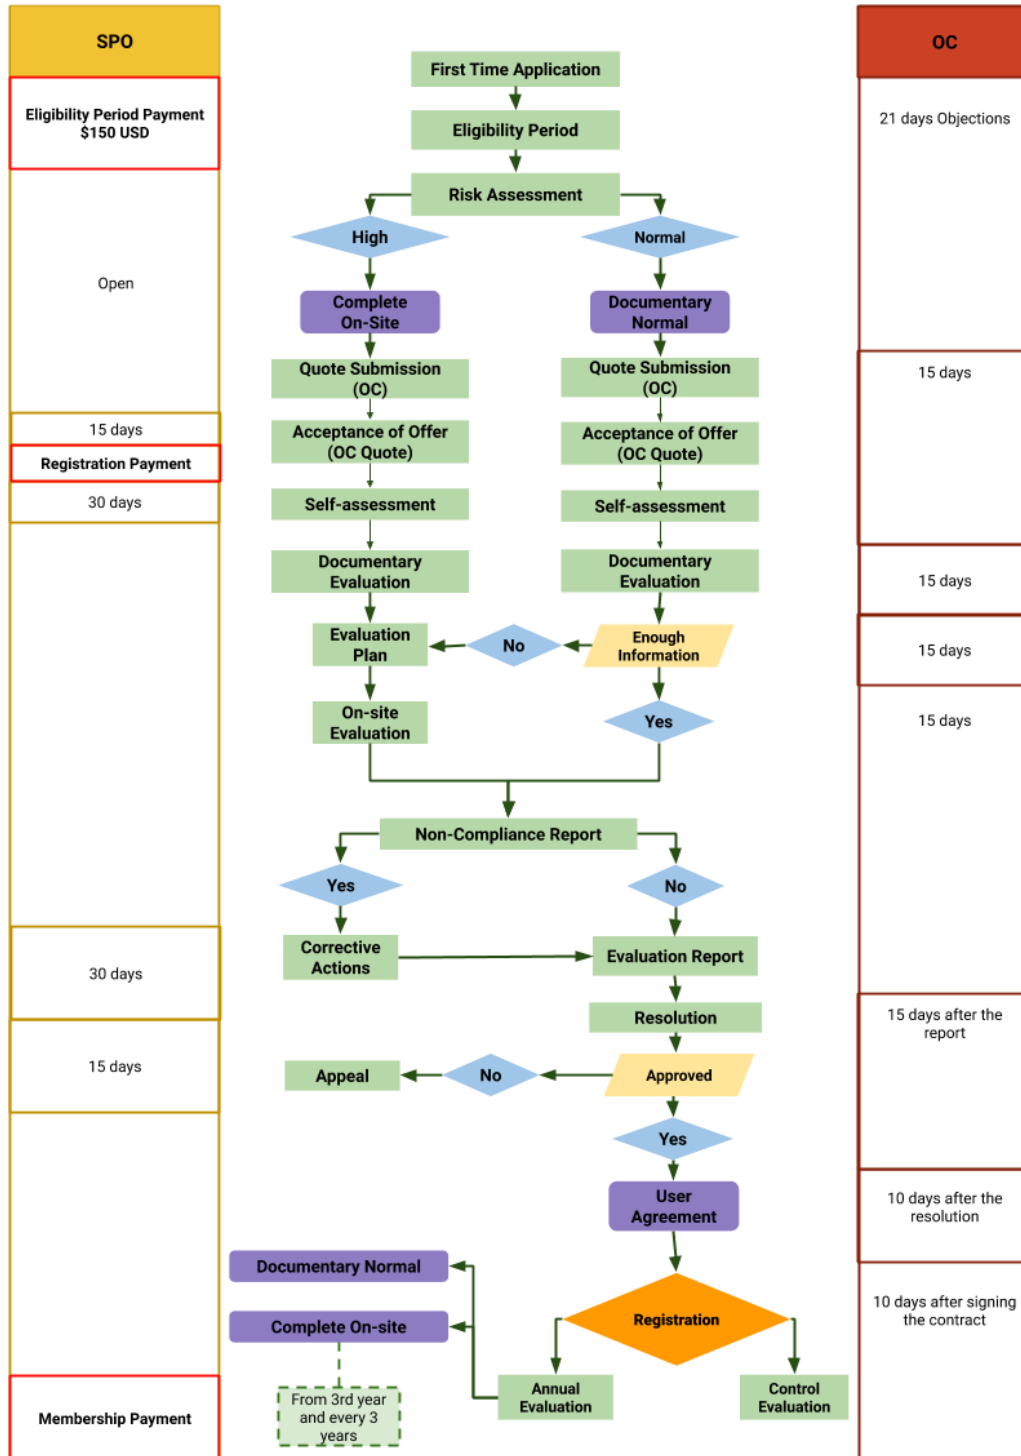 SPO
OC
First Time Application
Eligibility Period Payment
$150 USD
21 days Objections
Eligibility Period
Risk Assessment
High
Normal
Open
Complete
On-Site
Documentary
Normal
Quote Submission
(OC)
Quote Submission
(OC)
15 days
15 days
Acceptance of Offer
(OC Quote)
Acceptance of Offer
(OC Quote)
Registration Payment
30 days
Self-assessment
Self-assessment
Documentary
Evaluation
Documentary
Evaluation
15 days
Evaluation
Plan
No
Enough
Information
15 days
On-site
Evaluation
Yes
15 days
Non-Compliance Report
Yes
No
Corrective
Actions
Evaluation Report
30 days
Resolution
15 days after the
report
15 days
Appeal
No
Approved
Yes
User
Agreement
10 days after the
resolution
Documentary Normal
Complete On-site
Registration
10 days after signing
the contract
From 3rd year
and every 3
years
Annual
Evaluation
Control
Evaluation
Membership Payment